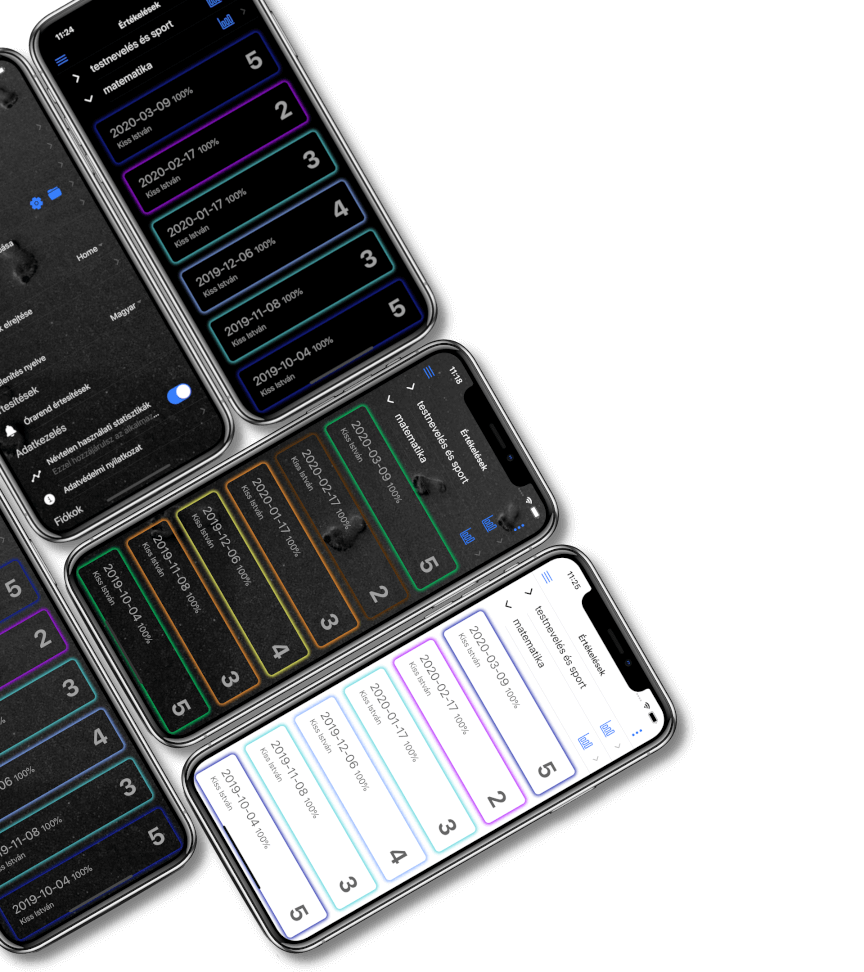 11:24
Értékelések
testnevelés és sport
matematika
2020-03-09 100%
Kiss István
5
2020-02-17 100%
Kiss István
2
2020-01-17 100%
Kiss István
3
2019-12-06 100%
Kiss István
4
2019-11-08 100%
Kiss István
3
2019-10-04 100%
Kiss István
5
Home
k elrejtése
Magyar
Órarend értesítések
Adatkezelés
Névtelen használati statisztikák
Ezzel hozzájárulsz az alkalmaz...
Adatvédelmi nyilatkozat
Fiókok
11:18
Értékelések
testnevelés és sport
matematika
2020-03-09 100%
Kiss István
5
2020-02-17 100%
Kiss István
2
2020-01-17 100%
Kiss István
3
2019-12-06 100%
Kiss István
4
2019-11-08 100%
Kiss István
3
2019-10-04 100%
Kiss István
5
11:25
Értékelések
testnevelés és sport
matematika
2020-03-09 100%
Kiss István
5
2020-02-17 100%
Kiss István
2
2020-01-17 100%
Kiss István
3
2019-12-06 100%
Kiss István
4
2019-11-08 100%
Kiss István
3
2019-10-04 100%
Kiss István
5
5
2
3
06 100%
4
19-11-08 100%
Kiss István
3
2019-10-04 100%
Kiss István
5